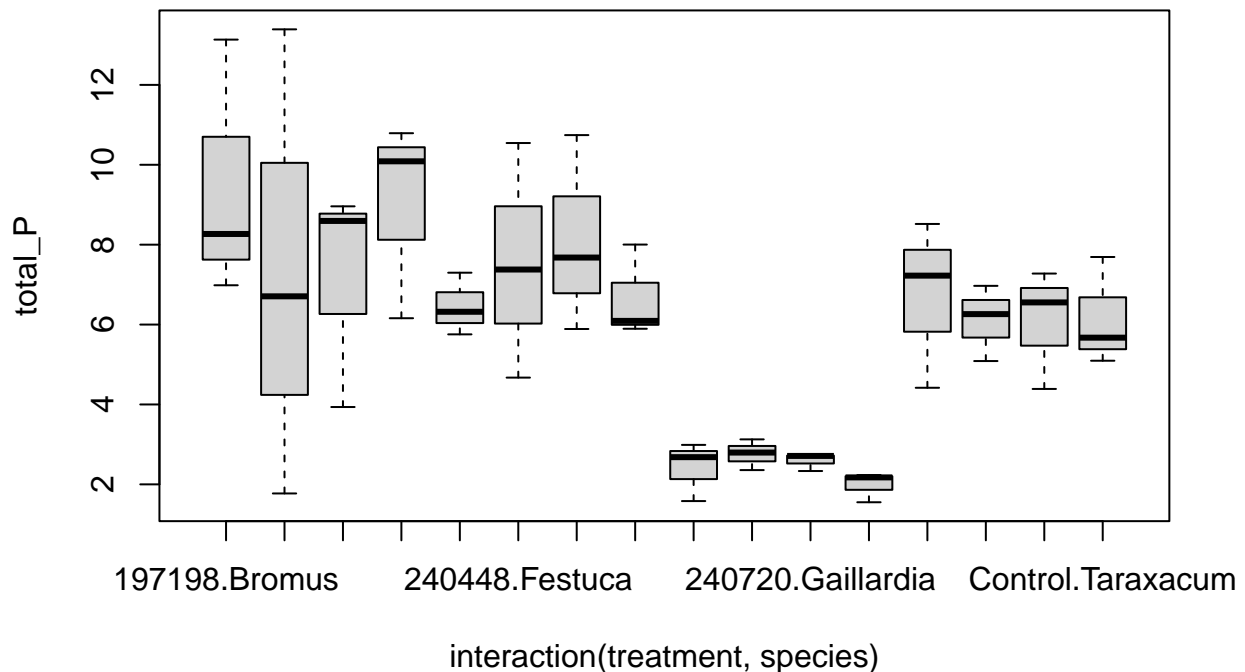 12
10
8
6
4
2
total_P
197198.Bromus 240448.Festuca 240720.Gaillardia Control.Taraxacum
interaction(treatment, species)